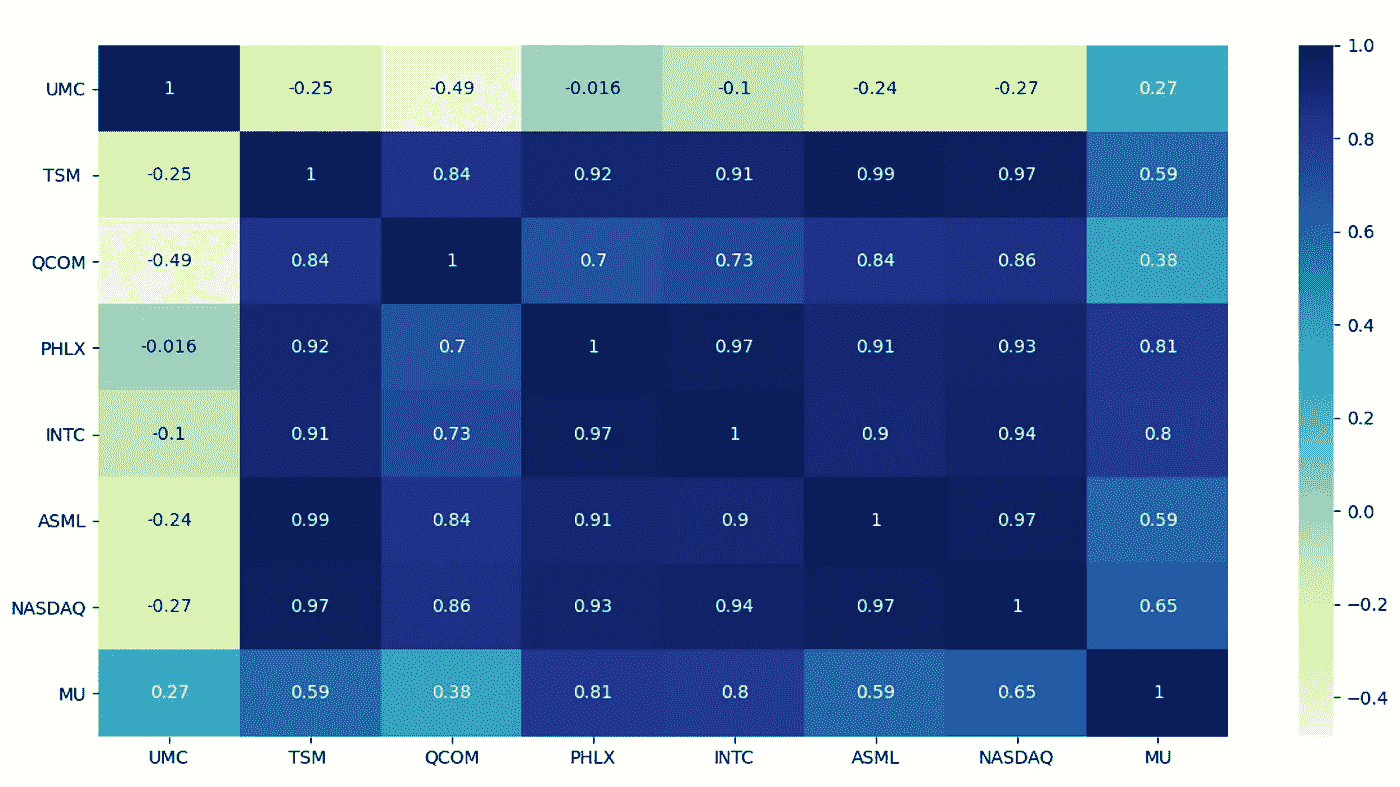 UMC 1 -0.25 -0.49 -0.016 -0.1 -0.24 -0.27 0.27
TSM -0.25 1 0.84 0.92 0.91 0.99 0.97 0.59
QCOM -0.49 0.84 1 0.7 0.73 0.84 0.86 0.38
PHLX -0.016 0.92 0.7 1 0.97 0.91 0.93 0.81
INTC -0.1 0.91 0.73 0.97 1 0.9 0.94 0.8
ASML -0.24 0.99 0.84 0.91 0.9 1 0.97 0.59
NASDAQ -0.27 0.97 0.86 0.93 0.94 0.97 1 0.65
MU 0.27 0.59 0.38 0.81 0.8 0.59 0.65 1
UMC TSM QCOM PHLX INTC ASML NASDAQ MU
1.0
0.8
0.6
0.4
0.2
0.0
−0.2
−0.4